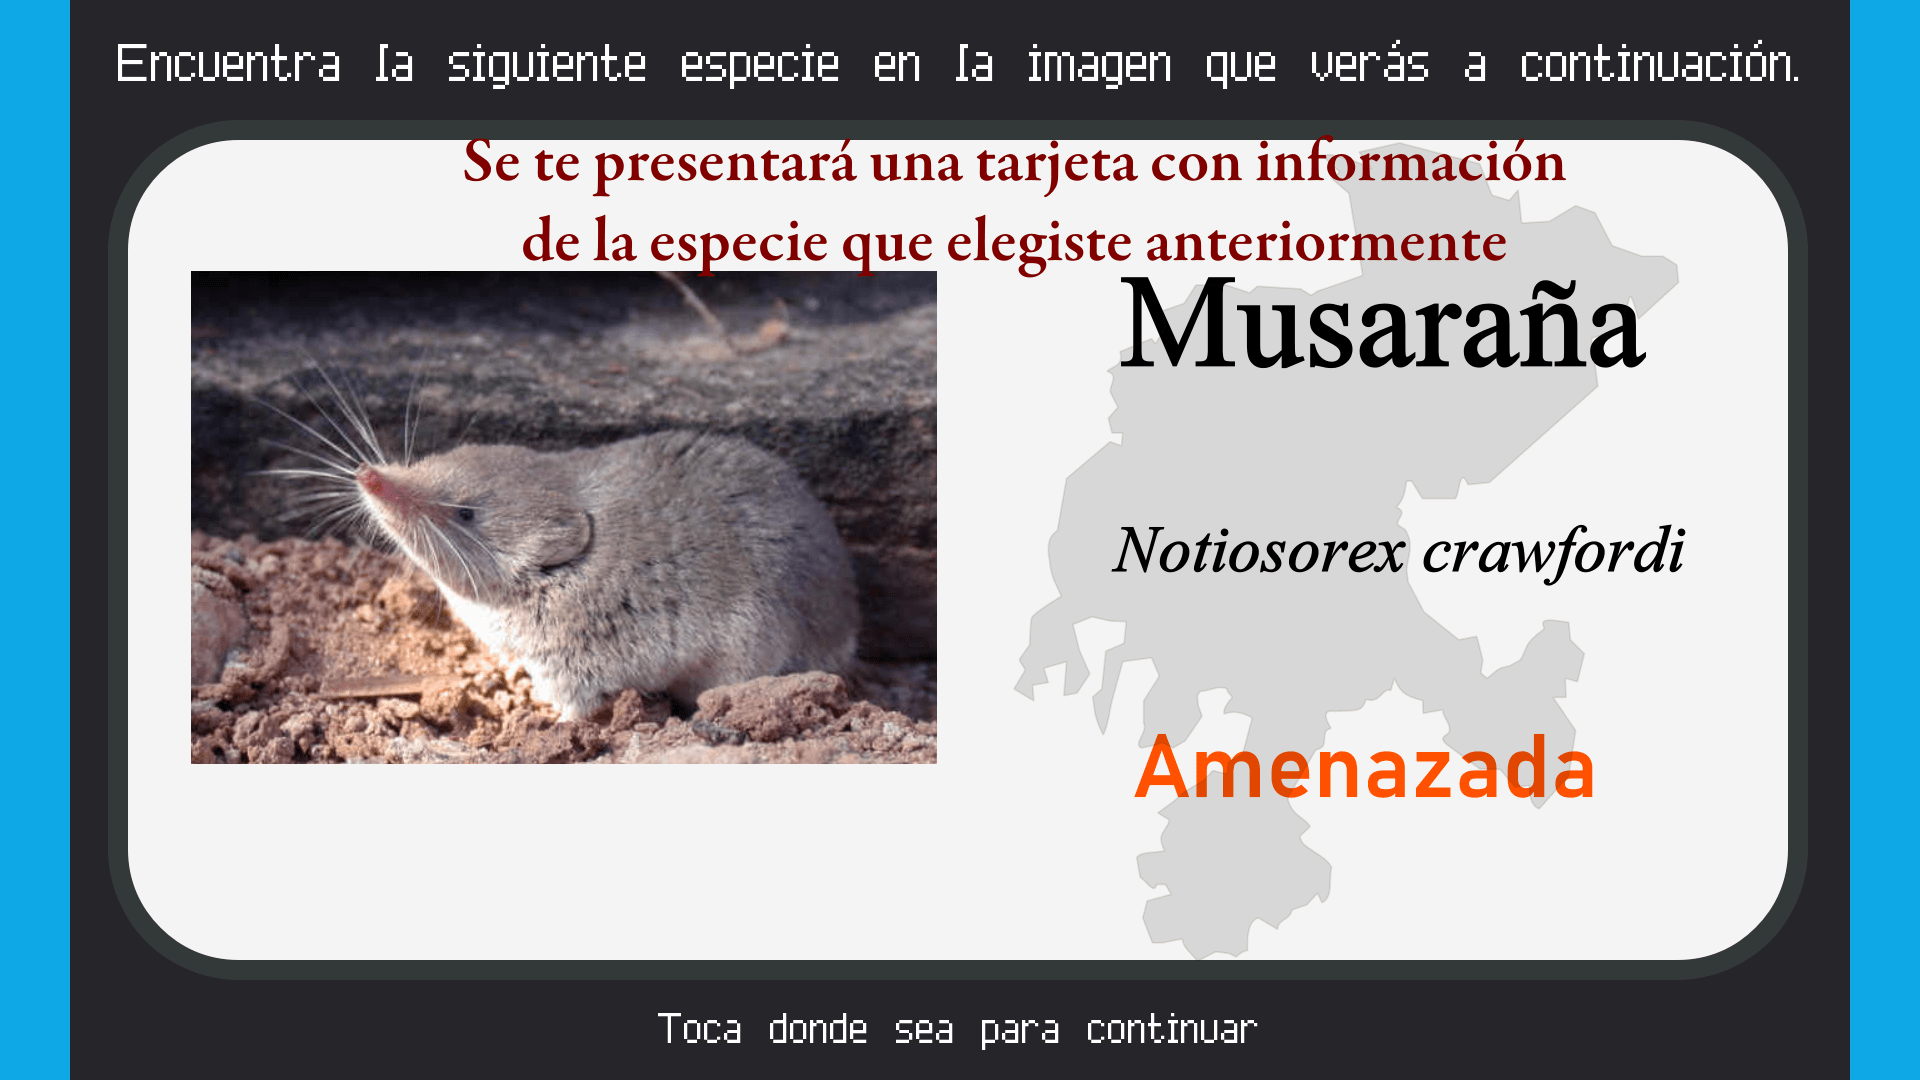 Encuentra la siguiente especie en la imagen que verás a continuación.
Se te presentará una tarjeta con información
de la especie que elegiste anteriormente
Musaraña
Notiosorex crawfordi
Amenazada
Toca donde sea para continuar